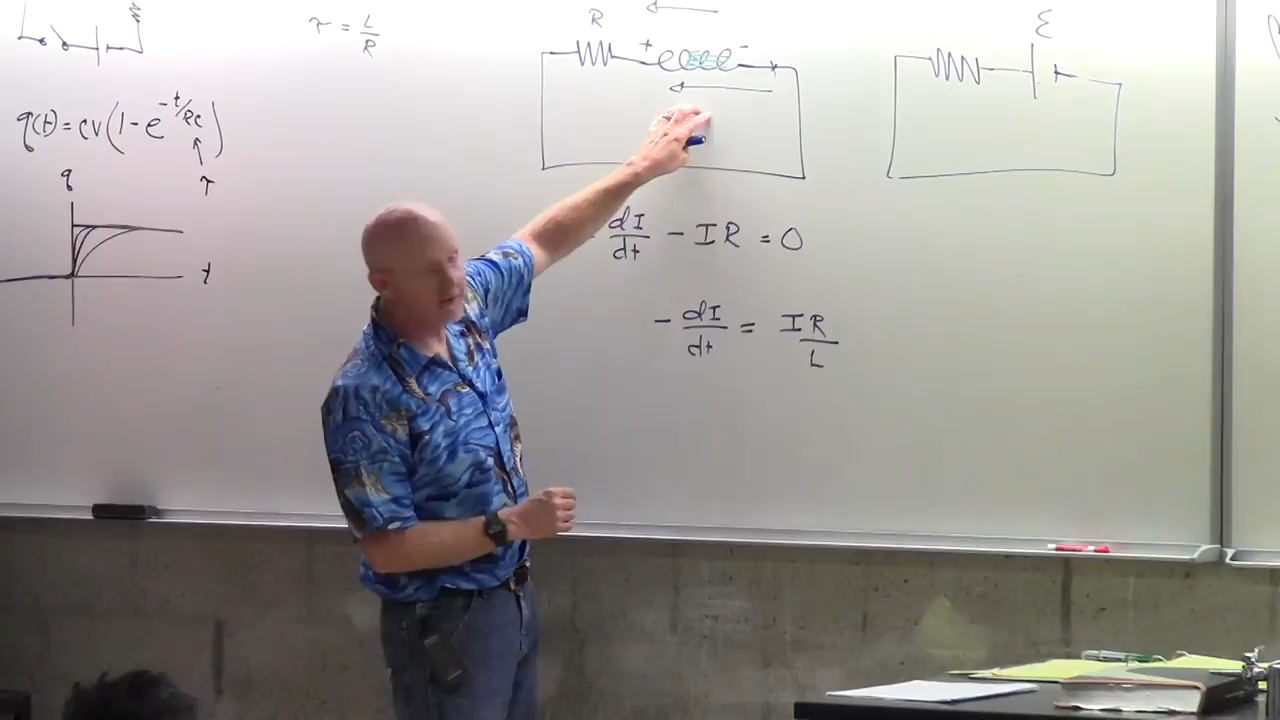 τ = L/R
q(t) = CV(1 - e^{-t/RC})
τ
q
t
R
+ -
ε
dI/dt - IR = 0
- dI/dt = IR/L